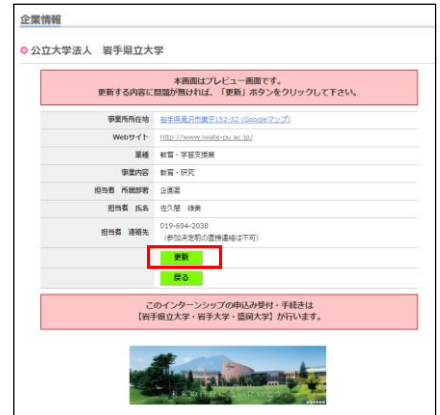 企業情報
公立大学法人 岩手県立大学
本画面はプレビュー画面です。
更新する内容に問題が無ければ、「更新」ボタンをクリックして下さい。
事業所所在地 岩手県滝沢市巣子152-52 (Googleマップ)
Webサイト http://www.iwate-pu.ac.jp/
業種 教育・学習支援業
事業内容 教育・研究
担当者 所属部署 企画室
担当者 氏名 佐久間
担当者 連絡先 019-694-2038
(参加決定前の直接連絡は不可)
更新
戻る
このインターンシップの申込み受付・手続きは
【岩手県立大学・岩手大学・盛岡大学】が行います。